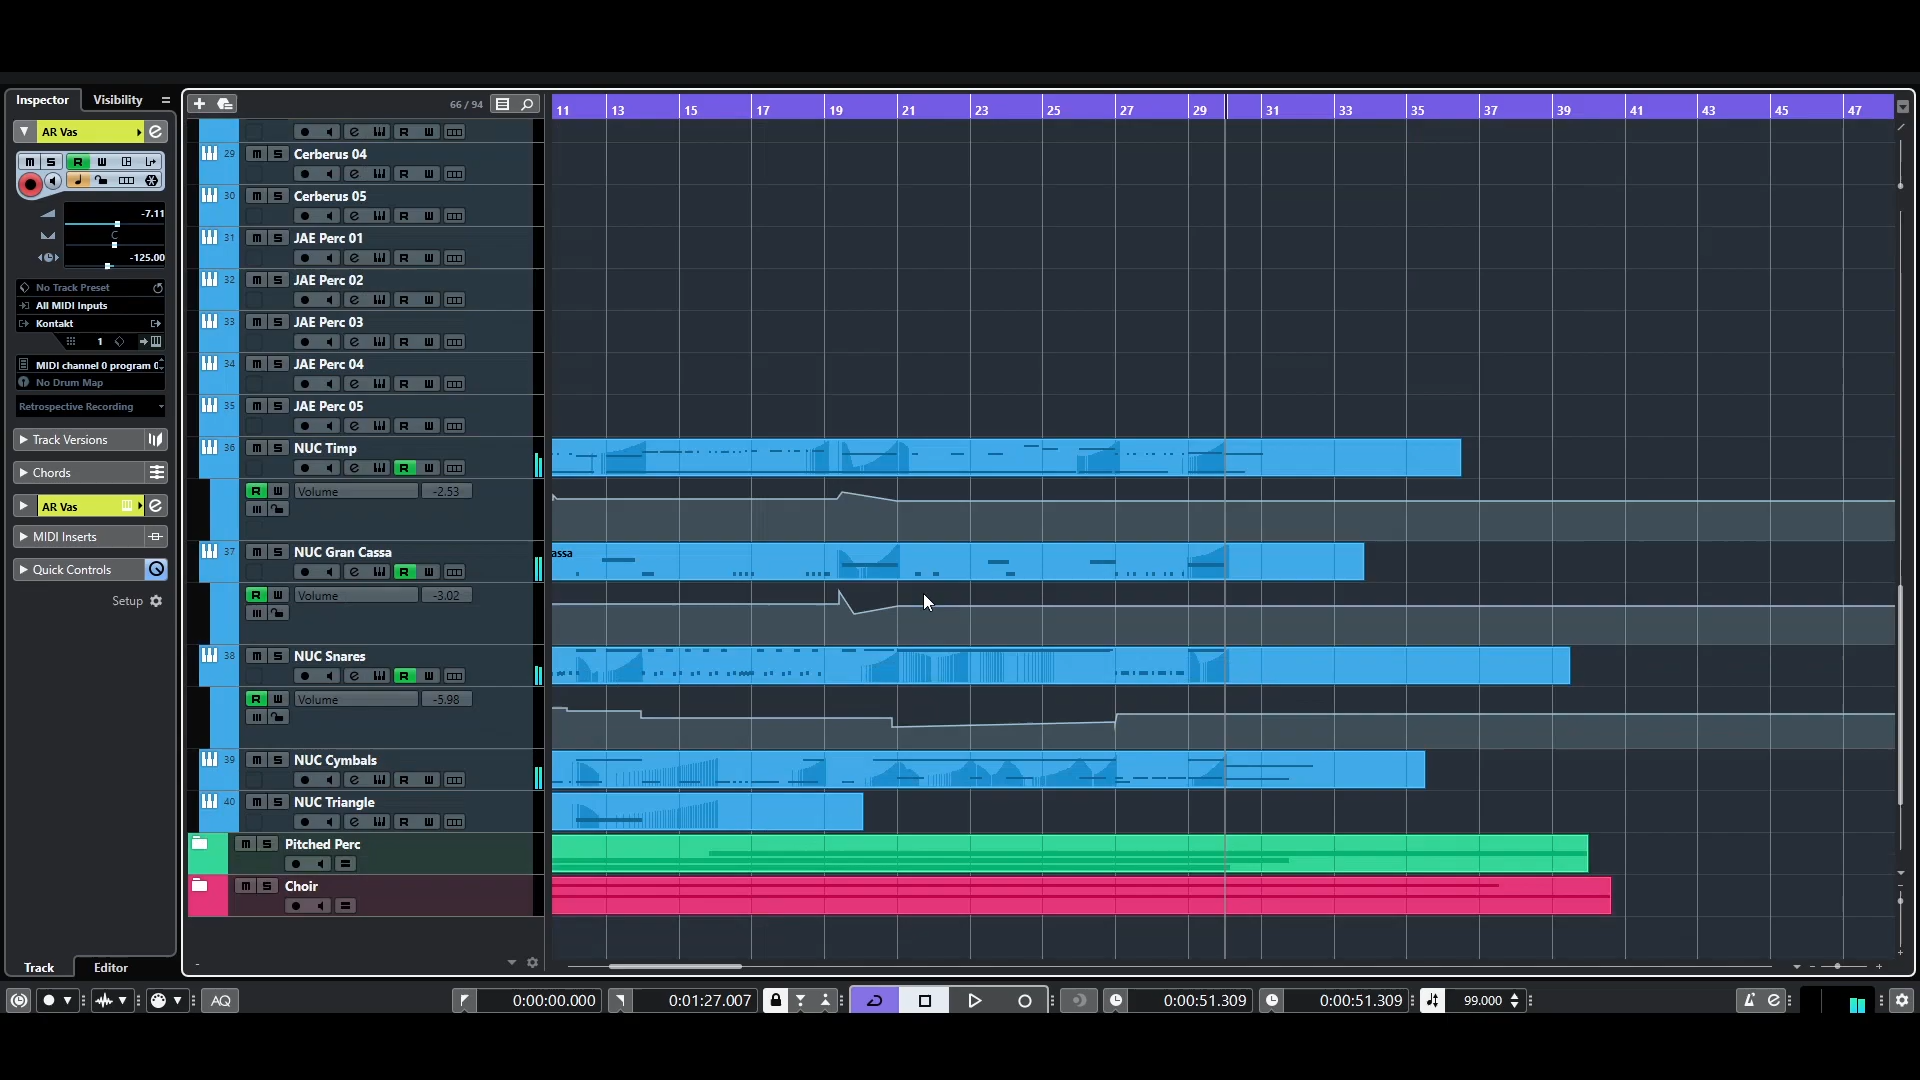 Inspector Visibility
66 / 94
11 13 15 17 19 21 23 25 27 29 31 33 35 37 39 41 43 45 47
AR Vas
M S R W
-7.11
C
-125.00
No Track Preset
All MIDI Inputs
Kontakt
1
MIDI channel 0 program 0
No Drum Map
Retrospective Recording
Track Versions
Chords
AR Vas
MIDI Inserts
Quick Controls
Setup
R W
29 M S Cerberus 04
R W
30 M S Cerberus 05
R W
31 M S JAE Perc 01
R W
32 M S JAE Perc 02
R W
33 M S JAE Perc 03
R W
34 M S JAE Perc 04
R W
35 M S JAE Perc 05
R W
36 M S NUC Timp
R W
R W Volume -2.53
37 M S NUC Gran Cassa
assa
R W
R W Volume -3.02
38 M S NUC Snares
R W
R W Volume -5.98
39 M S NUC Cymbals
R W
40 M S NUC Triangle
R W
M S Pitched Perc
M S Choir
Track Editor
AQ 0:00:00.000 0:01:27.007 0:00:51.309 0:00:51.309 99.000